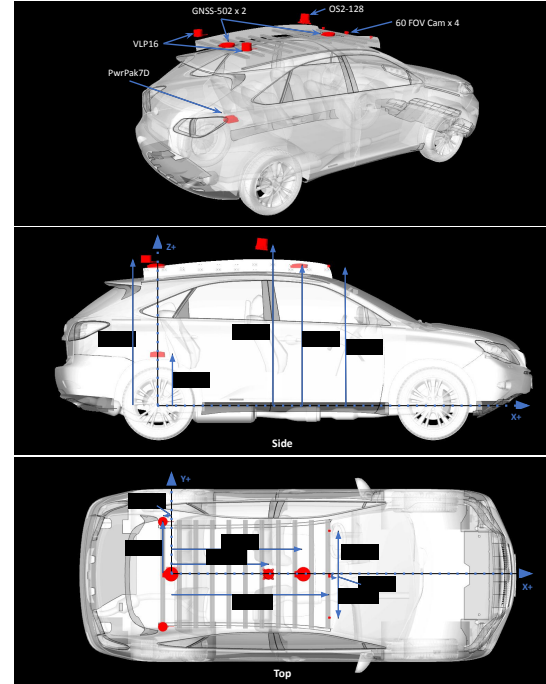 GNSS-502 x 2
OS2-128
60 FOV Cam x 4
VLP16
PwrPak7D
Z+
X+
Side
Y+
X+
Top